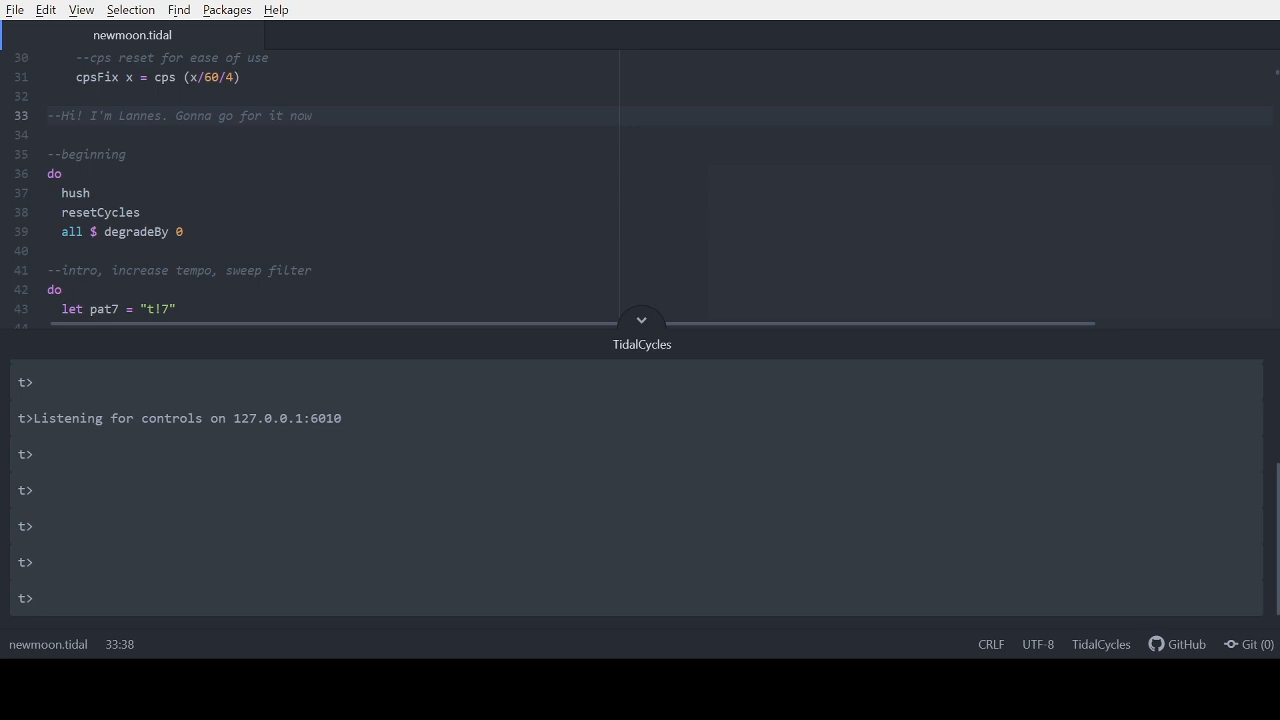 File Edit View Selection Find Packages Help
newmoon.tidal
30 --cps reset for ease of use
31 cpsFix x = cps (x/60/4)
32
33 --Hi! I'm Lannes. Gonna go for it now
34
35 --beginning
36 do
37 hush
38 resetCycles
39 all $ degradeBy 0
40
41 --intro, increase tempo, sweep filter
42 do
43 let pat7 = "t!7"
44
TidalCycles
t>
t>Listening for controls on 127.0.0.1:6010
t>
t>
t>
t>
t>
newmoon.tidal 33:38 CRLF UTF-8 TidalCycles GitHub Git (0)